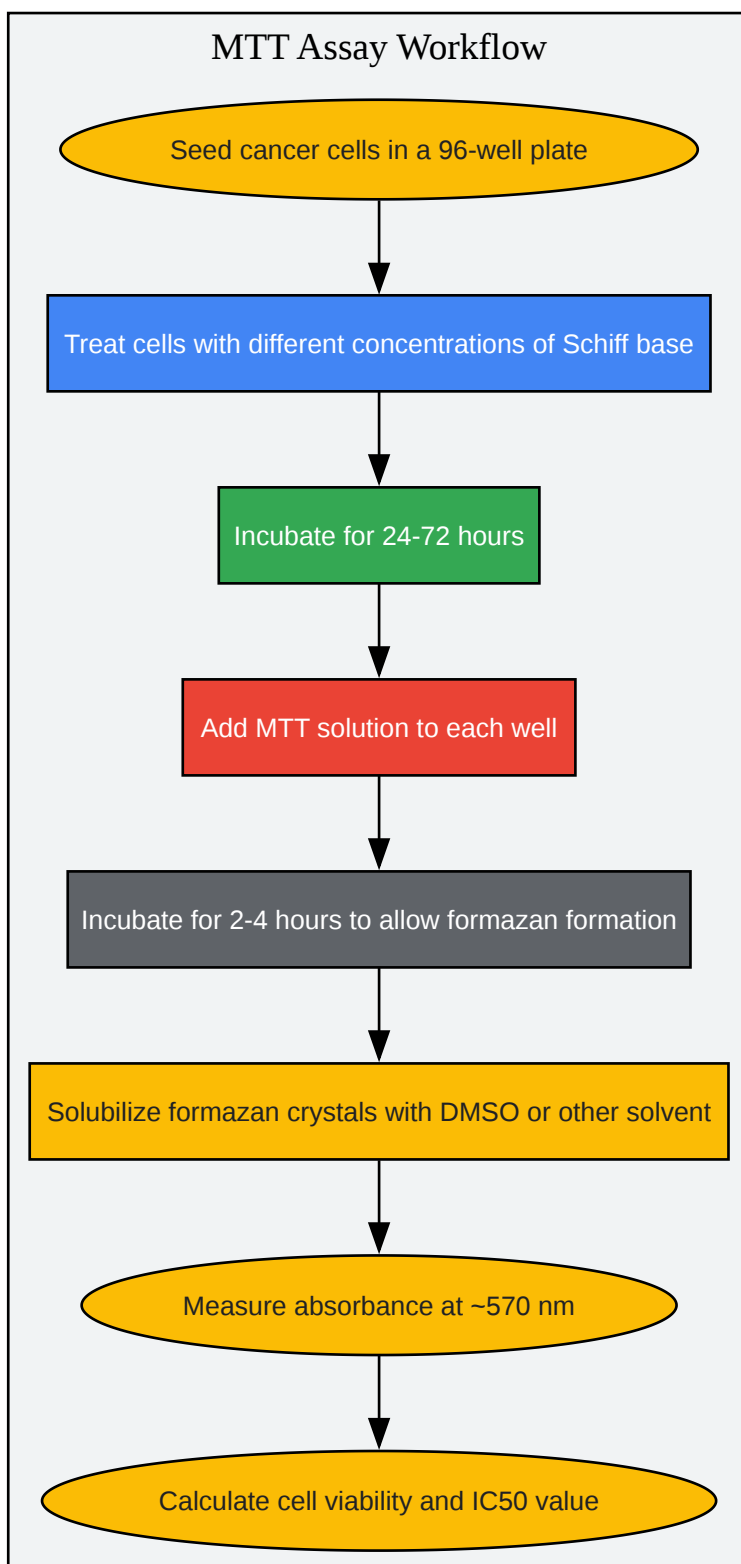 MTT Assay Workflow
Seed cancer cells in a 96-well plate
Treat cells with different concentrations of Schiff base
Incubate for 24-72 hours
Add MTT solution to each well
Incubate for 2-4 hours to allow formazan formation
Solubilize formazan crystals with DMSO or other solvent
Measure absorbance at ~570 nm
Calculate cell viability and IC50 value